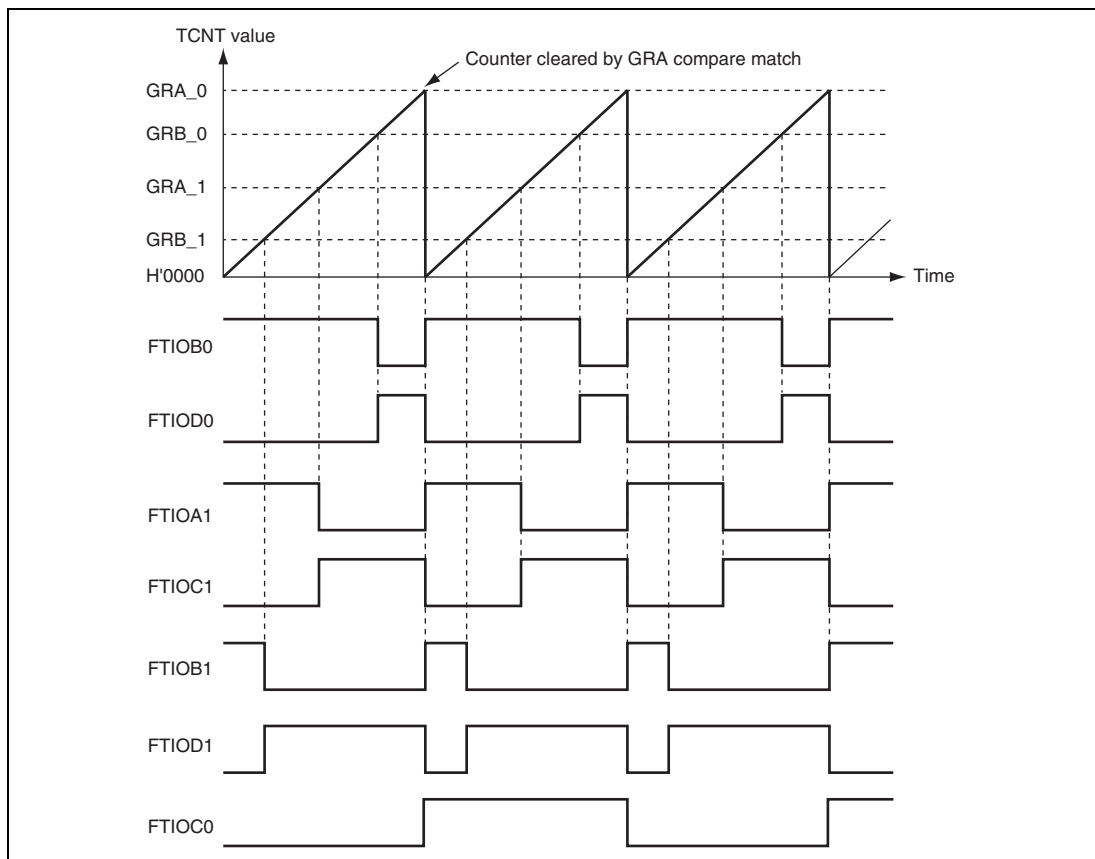 TCNT value
Counter cleared by GRA compare match
GRA_0
GRB_0
GRA_1
GRB_1
H'0000
Time
FTIOB0
FTIOD0
FTIOA1
FTIOC1
FTIOB1
FTIOD1
FTIOC0